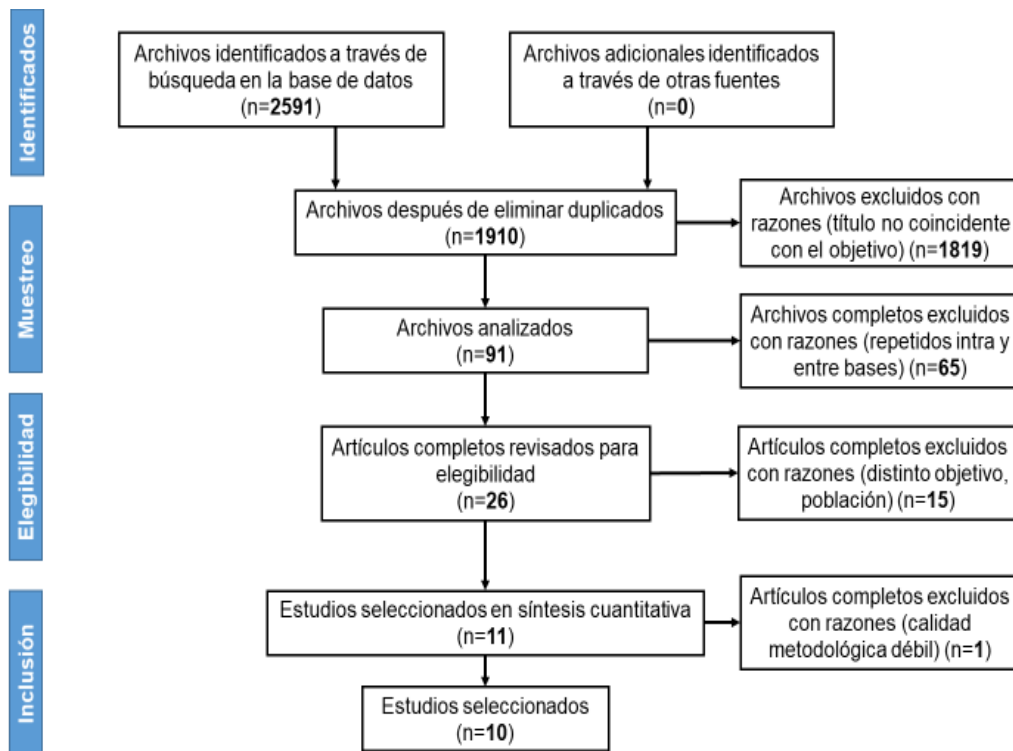 Identificados
Archivos identificados a través de
búsqueda en la base de datos
(n=2591)
Archivos adicionales identificados
a través de otras fuentes
(n=0)
Muestreo
Archivos después de eliminar duplicados
(n=1910)
Archivos excluidos con
razones (título no coincidente
con el objetivo) (n=1819)
Archivos analizados
(n=91)
Archivos completos excluidos
con razones (repetidos intra y
entre bases) (n=65)
Elegibilidad
Artículos completos revisados para
elegibilidad
(n=26)
Artículos completos excluidos
con razones (distinto objetivo,
población) (n=15)
Inclusión
Estudios seleccionados en síntesis cuantitativa
(n=11)
Artículos completos excluidos
con razones (calidad
metodológica débil) (n=1)
Estudios seleccionados
(n=10)